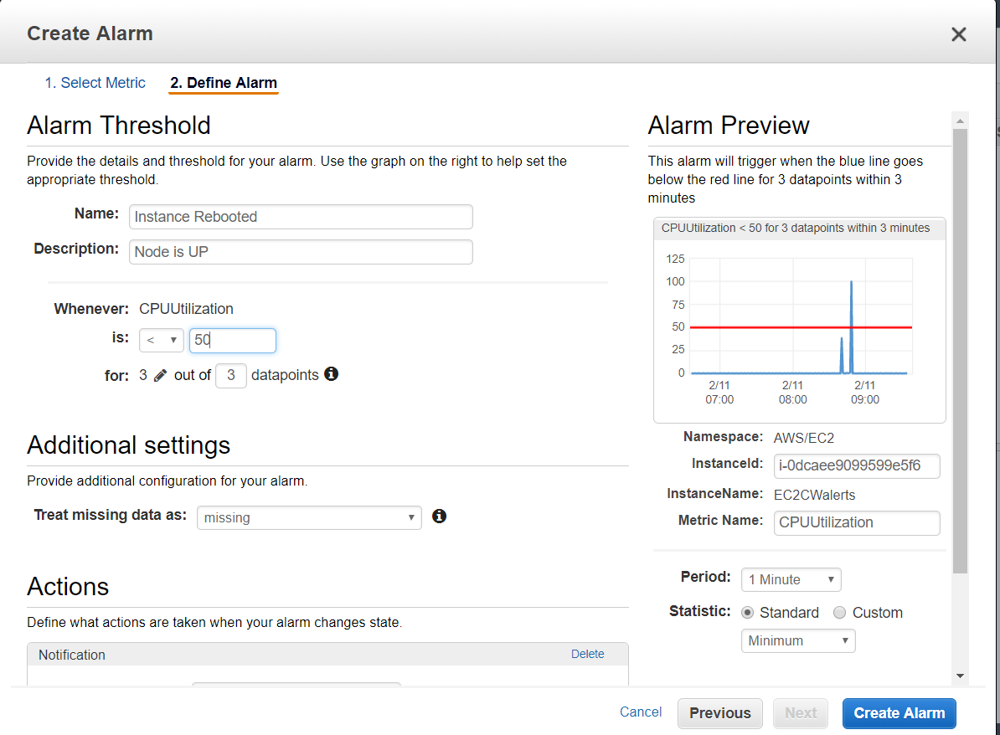 Create Alarm
1. Select Metric 2. Define Alarm
Alarm Threshold
Provide the details and threshold for your alarm. Use the graph on the right to help set the
appropriate threshold.
Name: Instance Rebooted
Description: Node is UP
Whenever: CPUUtilization
is: < 50
for: 3 out of 3 datapoints
Additional settings
Provide additional configuration for your alarm.
Treat missing data as: missing
Actions
Define what actions are taken when your alarm changes state.
Notification Delete
Alarm Preview
This alarm will trigger when the blue line goes
below the red line for 3 datapoints within 3
minutes
CPUUtilization < 50 for 3 datapoints within 3 minutes
125
100
75
50
25
0
2/11 2/11 2/11
07:00 08:00 09:00
Namespace: AWS/EC2
InstanceId: i-0dcaee9099599e5f6
InstanceName: EC2CWalerts
Metric Name: CPUUtilization
Period: 1 Minute
Statistic: Standard Custom
Minimum
Cancel Previous Next Create Alarm